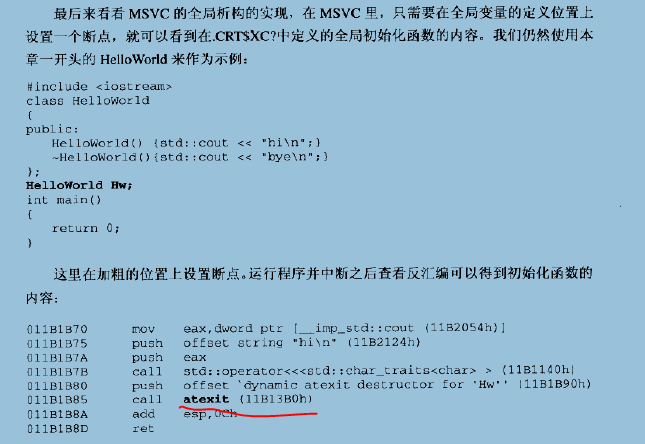 最后来看看 MSVC 的全局析构的实现，在 MSVC 里，只需要在全局变量的定义位置上
设置一个断点，就可以看到在.CRT$XC?中定义的全局初始化函数的内容。我们仍然使用本
章一开头的 HelloWorld 来作为示例：
#include <iostream>
class HelloWorld
{
public:
HelloWorld() {std::cout << "hi\n";}
~HelloWorld(){std::cout << "bye\n";}
};
HelloWorld Hw;
int main()
{
return 0;
}
这里在加粗的位置上设置断点。运行程序并中断之后查看反汇编可以得到初始化函数的
内容：
011B1B70 mov eax,dword ptr [__imp_std::cout (11B2054h)]
011B1B75 push offset string "hi\n" (11B2124h)
011B1B7A push eax
011B1B7B call std::operator<<<std::char_traits<char> > (11B1140h)
011B1B80 push offset `dynamic atexit destructor for 'Hw'' (11B1B90h)
011B1B85 call atexit (11B13B0h)
011B1B8A add esp,0Ch
011B1B8D ret